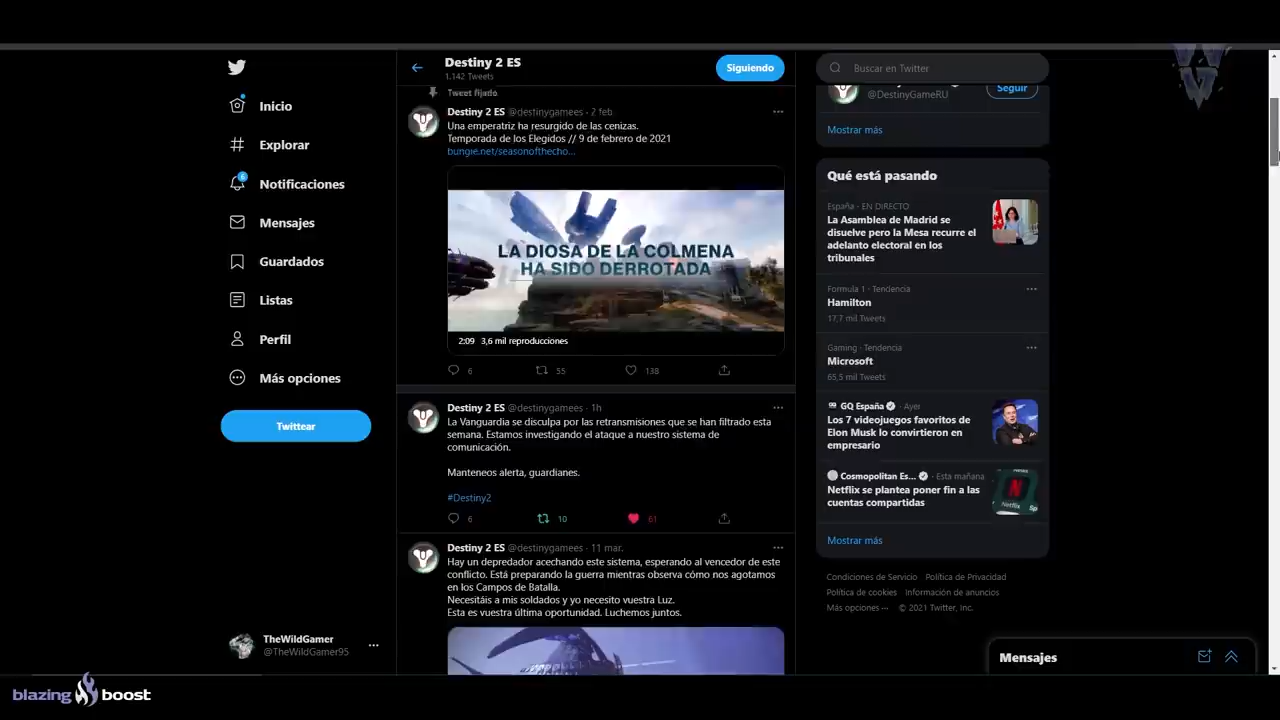 Destiny 2 ES
1.142 Tweets
Siguiendo
Buscar en Twitter
Inicio
Explorar
6
Notificaciones
Mensajes
Guardados
Listas
Perfil
Más opciones
Twittear
TheWildGamer
@TheWildGamer95
Tweet fijado
Destiny 2 ES @destinygamees · 2 feb
Una emperatriz ha resurgido de las cenizas.
Temporada de los Elegidos // 9 de febrero de 2021
bungie.net/seasonofthecho...
LA DIOSA DE LA COLMENA
HA SIDO DERROTADA
2:09 3,6 mil reproducciones
6 55 138
Destiny 2 ES @destinygamees · 1h
La Vanguardia se disculpa por las retransmisiones que se han filtrado esta
semana. Estamos investigando el ataque a nuestro sistema de
comunicación.
Manteneos alerta, guardianes.
#Destiny2
6 10 61
Destiny 2 ES @destinygamees · 11 mar.
Hay un depredador acechando este sistema, esperando al vencedor de este
conflicto. Está preparando la guerra mientras observa cómo nos agotamos
en los Campos de Batalla.
Necesitáis a mis soldados y yo necesito vuestra Luz.
Esta es vuestra última oportunidad. Luchemos juntos.
@DestinyGameRU
Seguir
Mostrar más
Qué está pasando
España · EN DIRECTO
La Asamblea de Madrid se
disuelve pero la Mesa recurre el
adelanto electoral en los
tribunales
Formula 1 · Tendencia
Hamilton
17,7 mil Tweets
Gaming · Tendencia
Microsoft
65,5 mil Tweets
GQ España · Ayer
Los 7 videojuegos favoritos de
Elon Musk lo convirtieron en
empresario
Cosmopolitan Es... · Esta mañana
Netflix se plantea poner fin a las
cuentas compartidas
Mostrar más
Condiciones de Servicio Política de Privacidad
Política de cookies Información de anuncios
Más opciones ··· © 2021 Twitter, Inc.
Mensajes
blazing boost